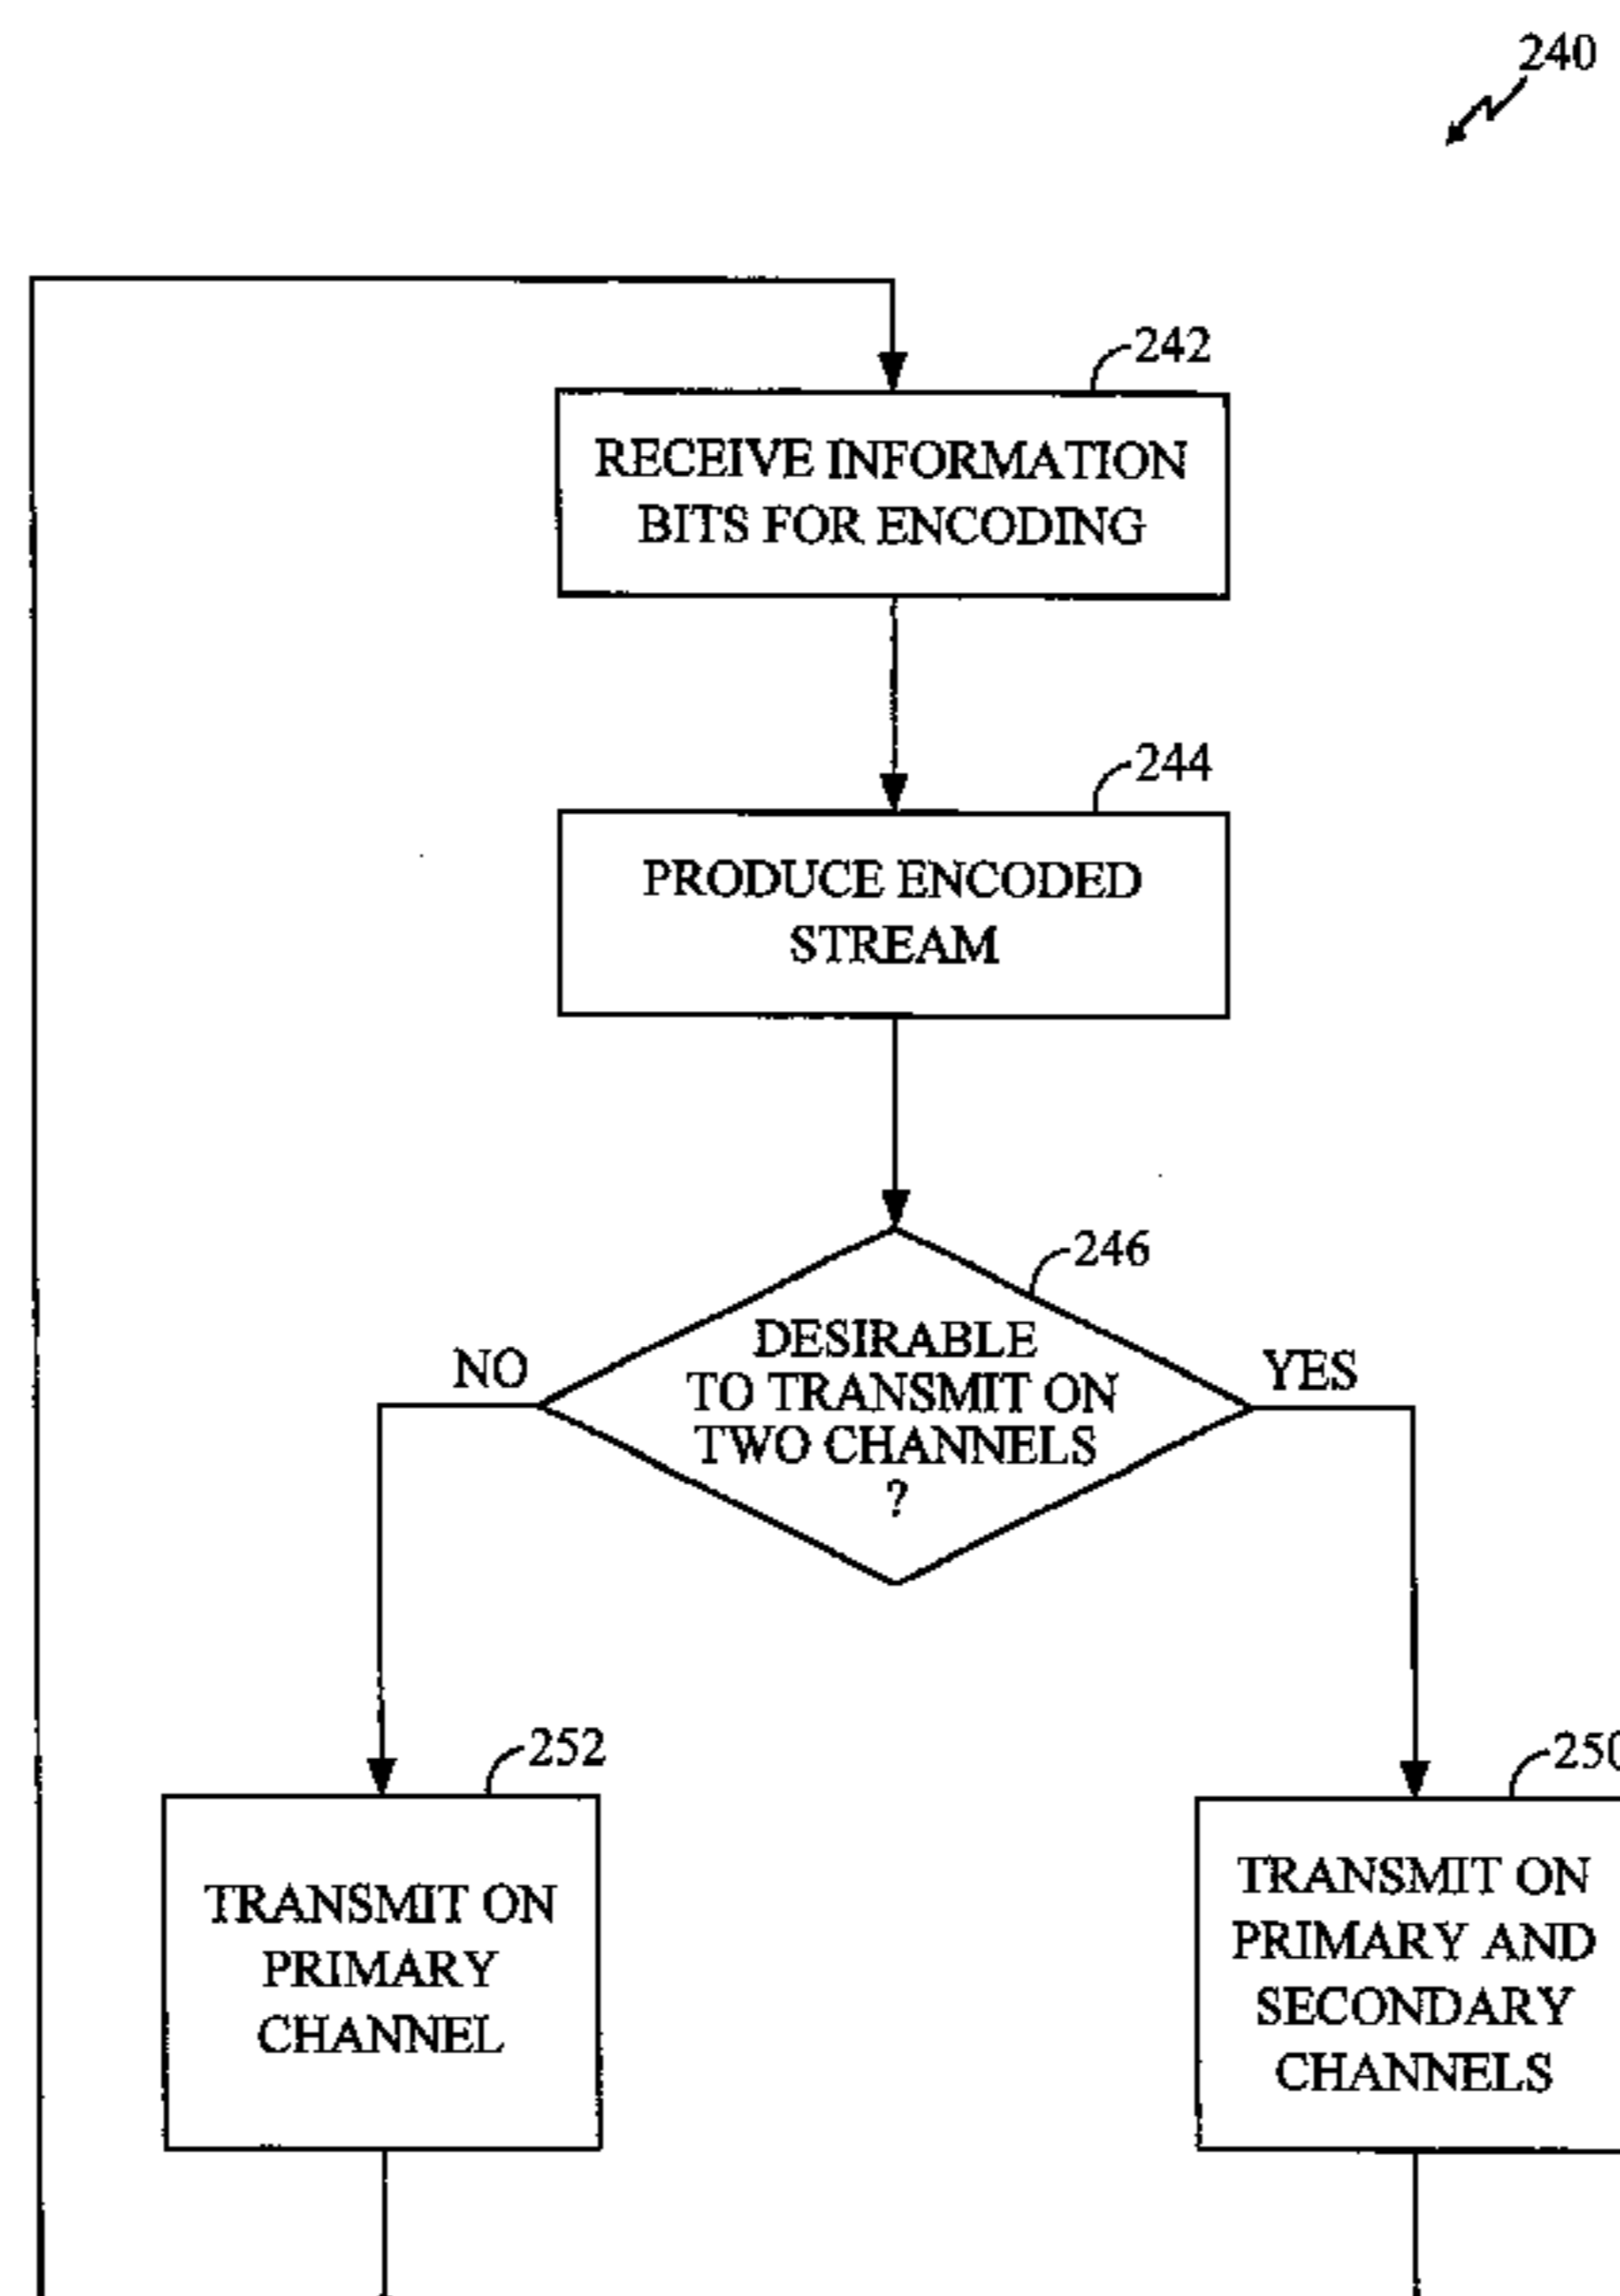 240
242
RECEIVE INFORMATION
BITS FOR ENCODING
244
PRODUCE ENCODED
STREAM
246
DESIRABLE
TO TRANSMIT ON
TWO CHANNELS
?
NO
YES
252
TRANSMIT ON
PRIMARY
CHANNEL
250
TRANSMIT ON
PRIMARY AND
SECONDARY
CHANNELS